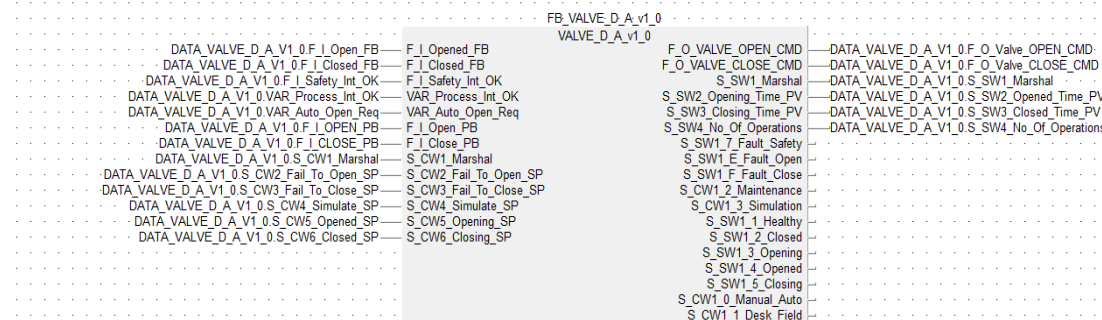 FB_VALVE_D_A_v1_0
VALVE_D_A_v1_0
DATA_VALVE_D_A_V1_0.F_I_Open_FB F_I_Opened_FB F_O_VALVE_OPEN_CMD DATA_VALVE_D_A_V1_0.F_O_Valve_OPEN_CMD
DATA_VALVE_D_A_V1_0.F_I_Closed_FB F_I_Closed_FB F_O_VALVE_CLOSE_CMD DATA_VALVE_D_A_V1_0.F_O_Valve_CLOSE_CMD
DATA_VALVE_D_A_V1_0.F_I_Safety_Int_OK F_I_Safety_Int_OK S_SW1_Marshal DATA_VALVE_D_A_V1_0.S_SW1_Marshal
DATA_VALVE_D_A_V1_0.VAR_Process_Int_OK VAR_Process_Int_OK S_SW2_Opening_Time_PV DATA_VALVE_D_A_V1_0.S_SW2_Opened_Time_PV
DATA_VALVE_D_A_V1_0.VAR_Auto_Open_Req VAR_Auto_Open_Req S_SW3_Closing_Time_PV DATA_VALVE_D_A_V1_0.S_SW3_Closed_Time_PV
DATA_VALVE_D_A_V1_0.F_I_OPEN_PB F_I_Open_PB S_SW4_No_Of_Operations DATA_VALVE_D_A_V1_0.S_SW4_No_Of_Operations
DATA_VALVE_D_A_V1_0.F_I_CLOSE_PB F_I_Close_PB S_SW1_7_Fault_Safety
DATA_VALVE_D_A_V1_0.S_CW1_Marshal S_CW1_Marshal S_SW1_E_Fault_Open
DATA_VALVE_D_A_V1_0.S_CW2_Fail_To_Open_SP S_CW2_Fail_To_Open_SP S_SW1_F_Fault_Close
DATA_VALVE_D_A_V1_0.S_CW3_Fail_To_Close_SP S_CW3_Fail_To_Close_SP S_CW1_2_Maintenance
DATA_VALVE_D_A_V1_0.S_CW4_Simulate_SP S_CW4_Simulate_SP S_CW1_3_Simulation
DATA_VALVE_D_A_V1_0.S_CW5_Opened_SP S_CW5_Opening_SP S_SW1_1_Healthy
DATA_VALVE_D_A_V1_0.S_CW6_Closed_SP S_CW6_Closing_SP S_SW1_2_Closed
S_SW1_3_Opening
S_SW1_4_Opened
S_SW1_5_Closing
S_CW1_0_Manual_Auto
S_CW1_1_Desk_Field